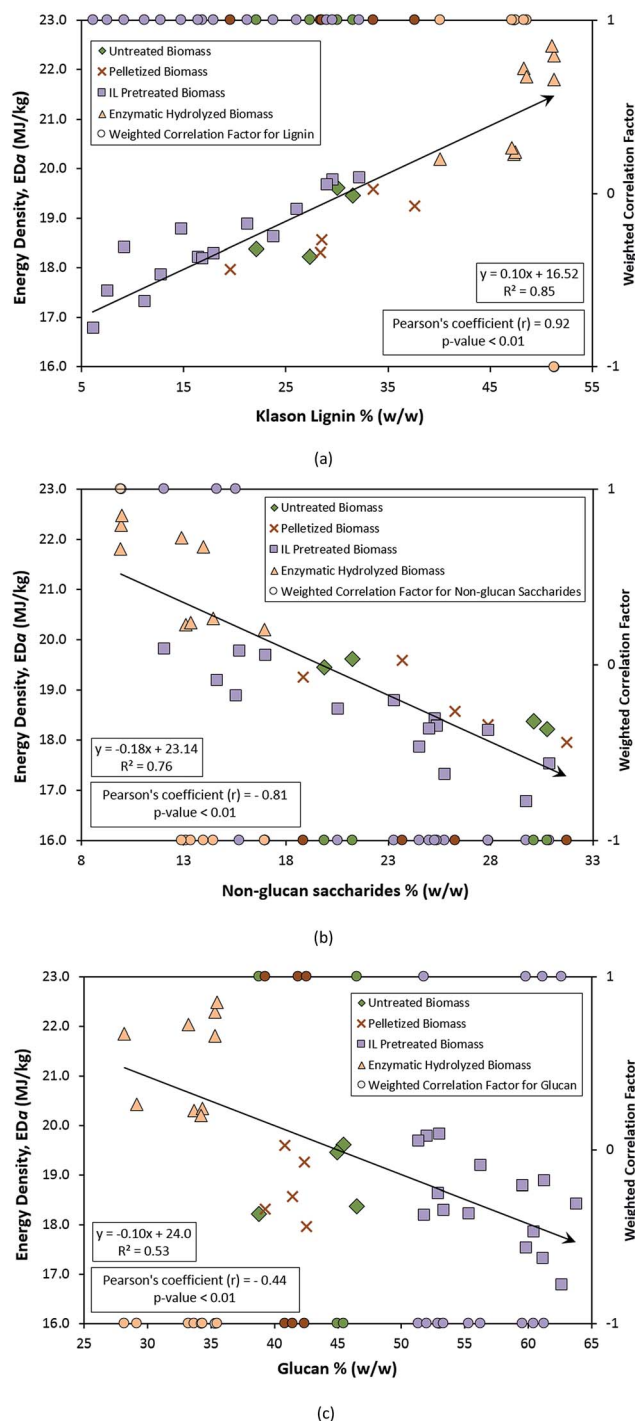 23.0
22.0
21.0
20.0
19.0
18.0
17.0
16.0
Energy Density, EDa (MJ/kg)
Untreated Biomass
Pelletized Biomass
IL Pretreated Biomass
Enzymatic Hydrolyzed Biomass
Weighted Correlation Factor for Lignin
y = 0.10x + 16.52
R² = 0.85
Pearson's coefficient (r) = 0.92
p-value < 0.01
1
0
-1
Weighted Correlation Factor
5 15 25 35 45 55
Klason Lignin % (w/w)
(a)
23.0
22.0
21.0
20.0
19.0
18.0
17.0
16.0
Energy Density, EDa (MJ/kg)
Untreated Biomass
Pelletized Biomass
IL Pretreated Biomass
Enzymatic Hydrolyzed Biomass
Weighted Correlation Factor for Non-glucan Saccharides
y = -0.18x + 23.14
R² = 0.76
Pearson's coefficient (r) = - 0.81
p-value < 0.01
1
0
-1
Weighted Correlation Factor
8 13 18 23 28 33
Non-glucan saccharides % (w/w)
(b)
23.0
22.0
21.0
20.0
19.0
18.0
17.0
16.0
Energy Density, EDa (MJ/kg)
Untreated Biomass
Pelletized Biomass
IL Pretreated Biomass
Enzymatic Hydrolyzed Biomass
Weighted Correlation Factor for Glucan
y = -0.10x + 24.0
R² = 0.53
Pearson's coefficient (r) = - 0.44
p-value < 0.01
1
0
-1
Weighted Correlation Factor
25 30 35 40 45 50 55 60 65
Glucan % (w/w)
(c)